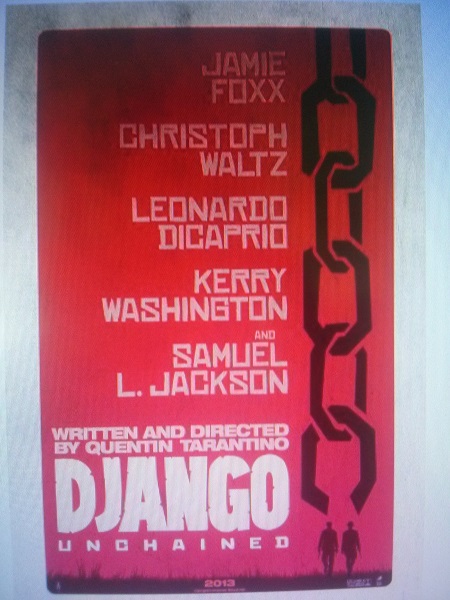 JAMIE
FOXX
CHRISTOPH
WALTZ
LEONARDO
DICAPRIO
KERRY
WASHINGTON
AND
SAMUEL
L. JACKSON
WRITTEN AND DIRECTED
BY QUENTIN TARANTINO
DJANGO
UNCHAINED
2013